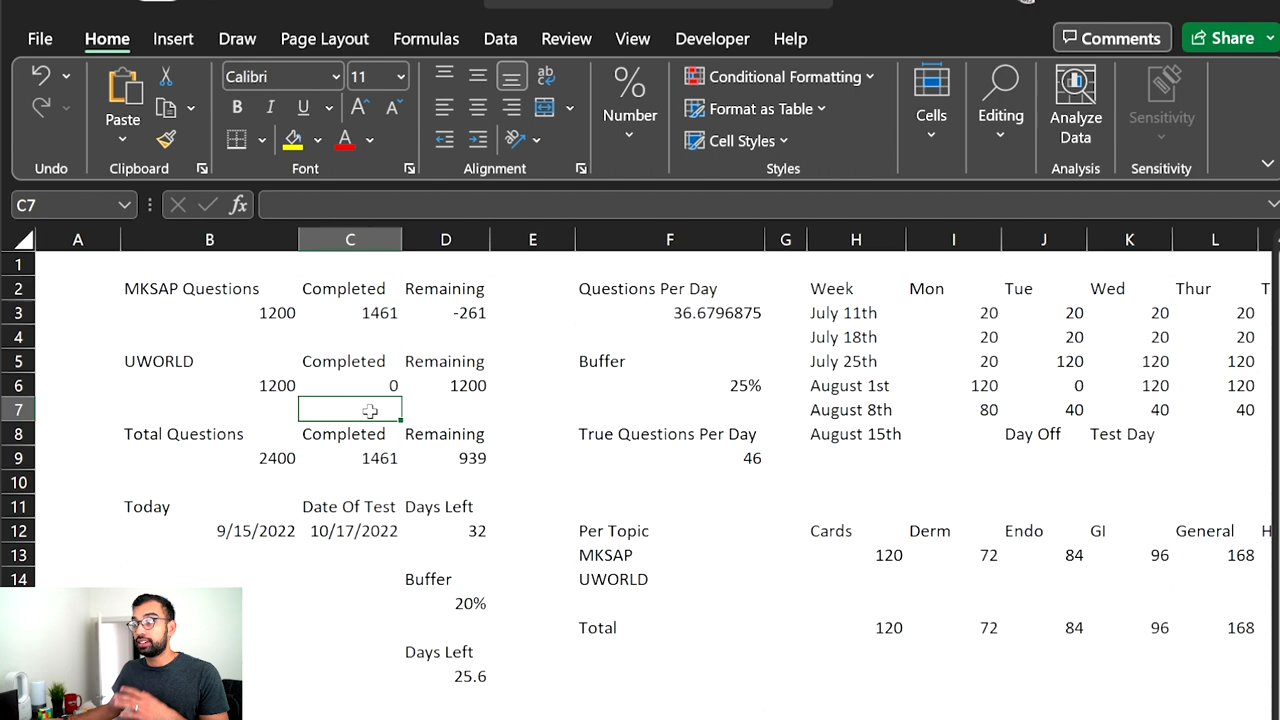 File Home Insert Draw Page Layout Formulas Data Review View Developer Help Comments Share
Calibri 11 Conditional Formatting
Format as Table
Paste Number Cells Editing Analyze Data Sensitivity
Cell Styles
Undo Clipboard Font Alignment Styles Analysis Sensitivity
C7 fx
A B C D E F G H I J K L
1
2 MKSAP Questions Completed Remaining Questions Per Day Week Mon Tue Wed Thur T
3 1200 1461 -261 36.6796875 July 11th 20 20 20 20
4 July 18th 20 20 20 20
5 UWORLD Completed Remaining Buffer July 25th 20 120 120 120
6 1200 0 1200 25% August 1st 120 0 120 120
7 August 8th 80 40 40 40
8 Total Questions Completed Remaining True Questions Per Day August 15th Day Off Test Day
9 2400 1461 939 46
10
11 Today Date Of Test Days Left
12 9/15/2022 10/17/2022 32 Per Topic Cards Derm Endo GI General H
13 MKSAP 120 72 84 96 168
14 Buffer UWORLD
20%
Total 120 72 84 96 168
Days Left
25.6